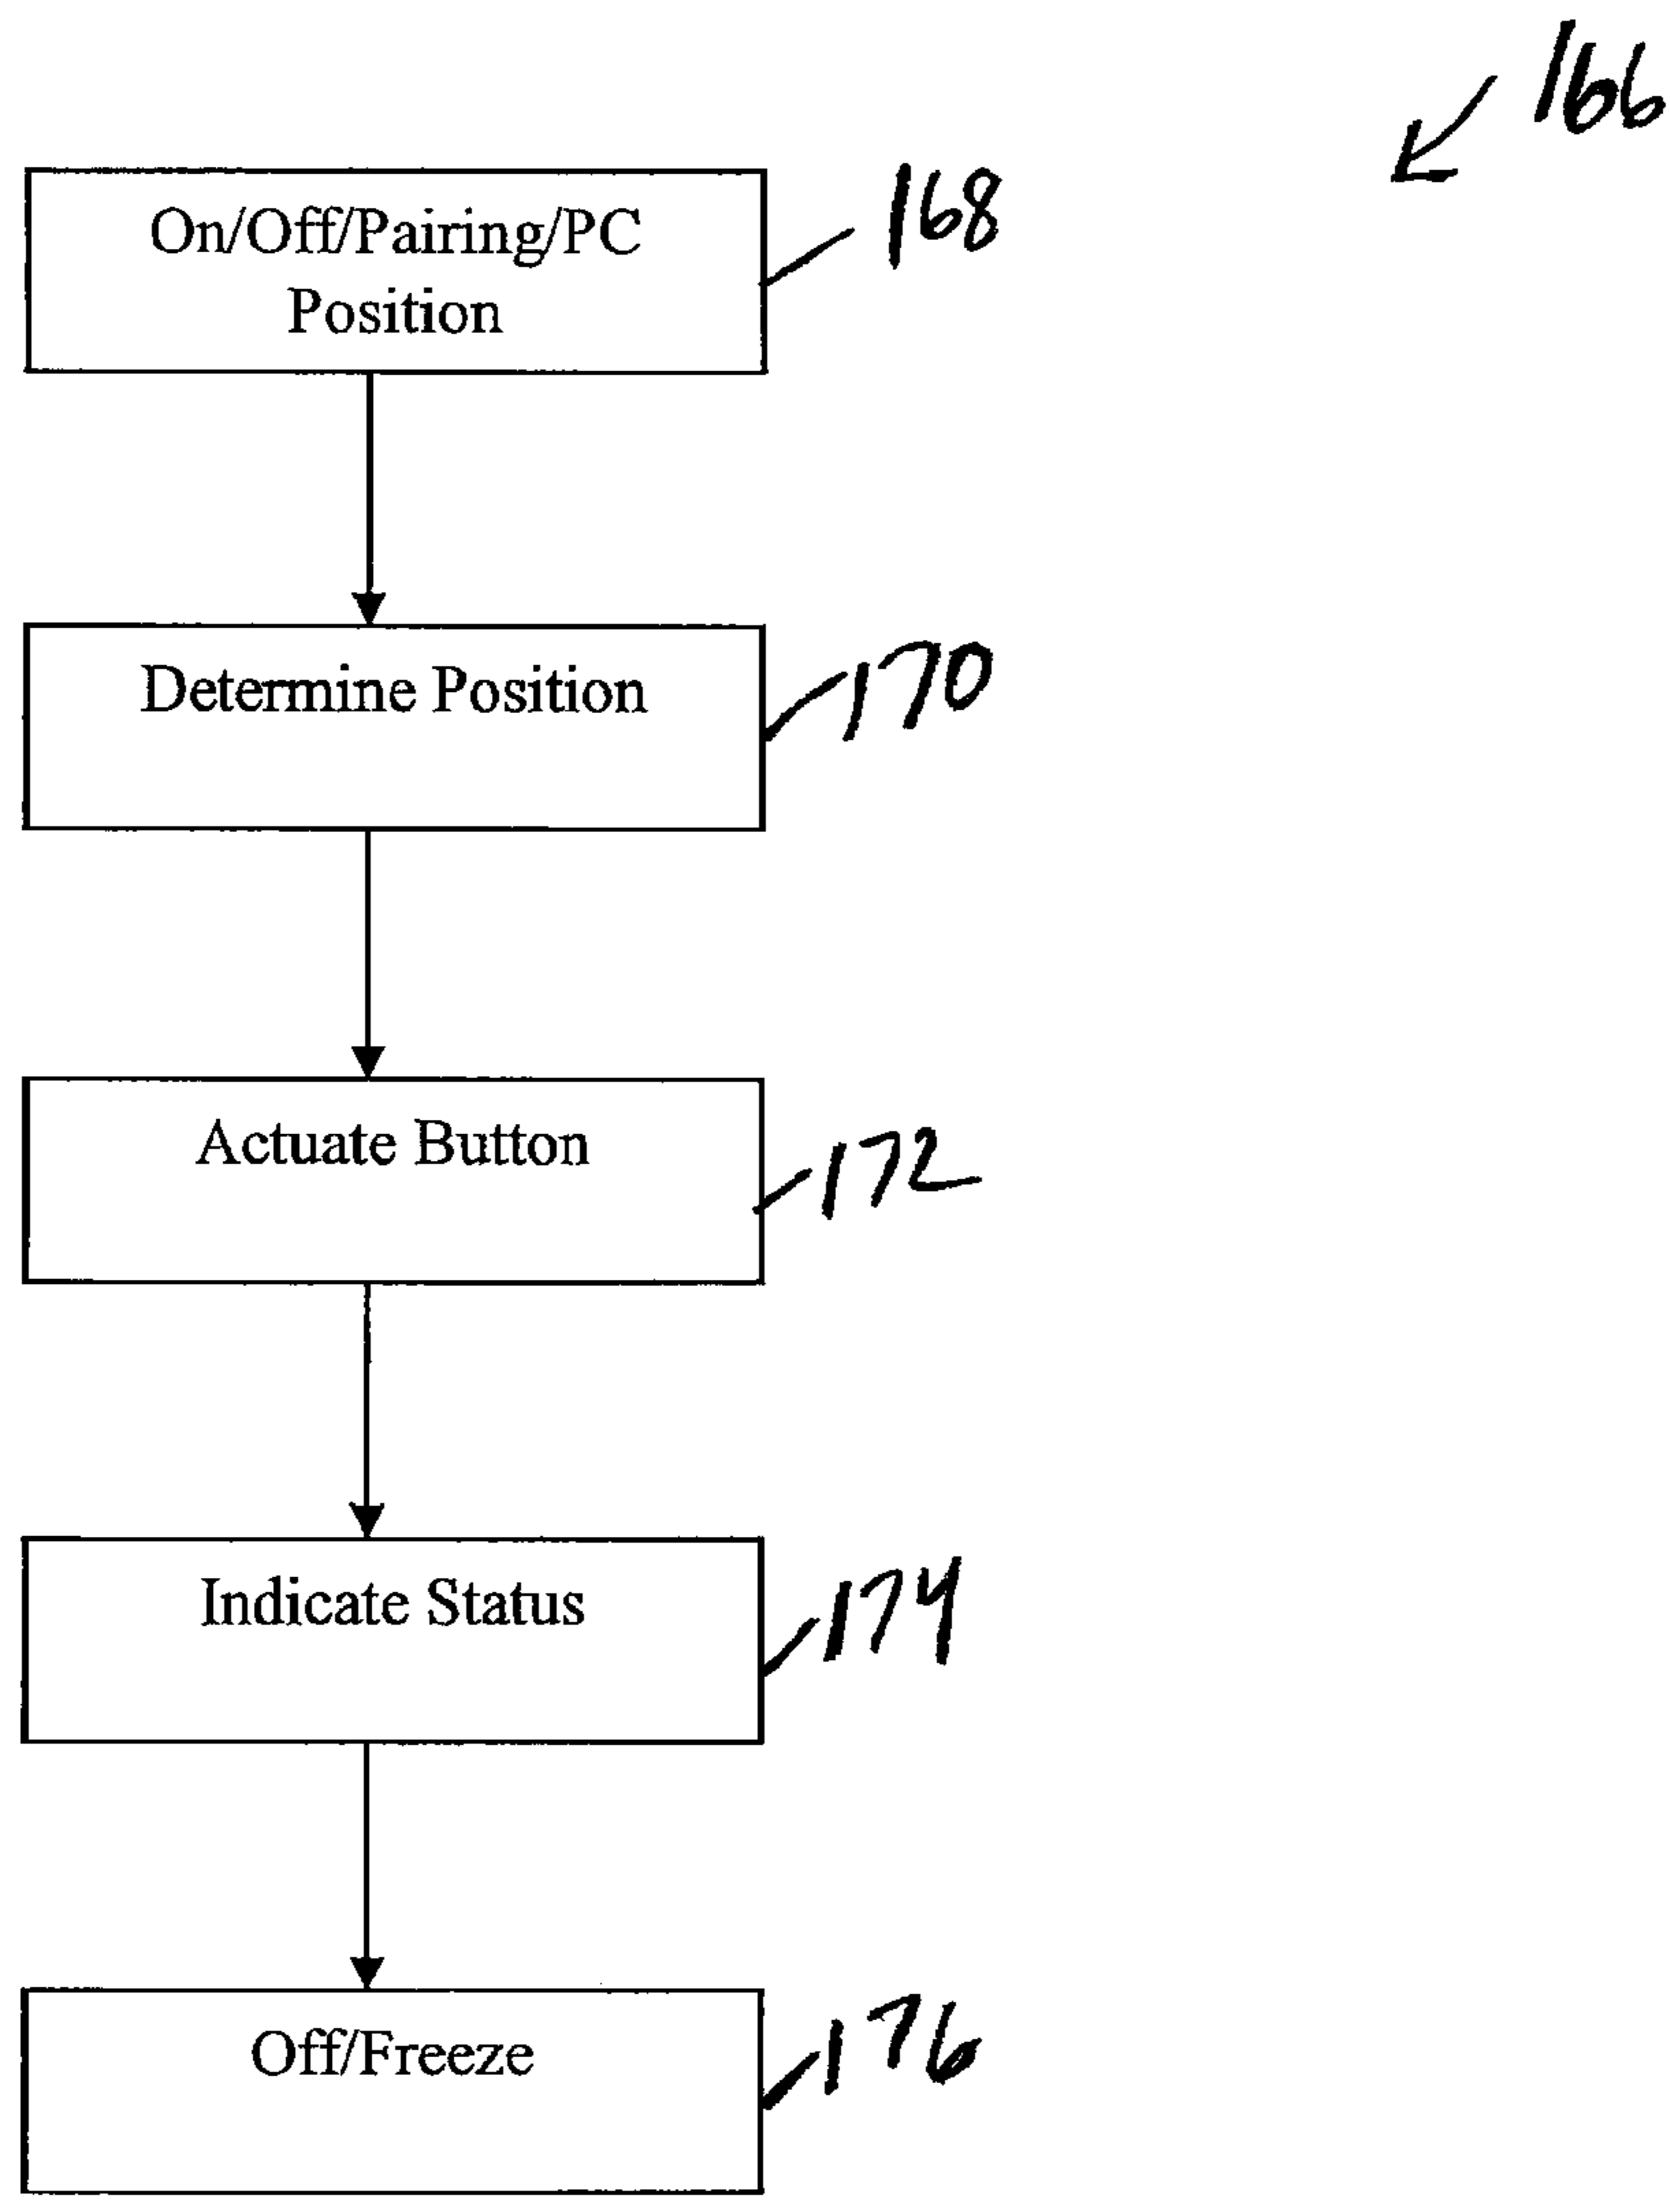 166
On/Off/Pairing/PC
Position
168
Determine Position
170
Actuate Button
172
Indicate Status
174
Off/Freeze
176